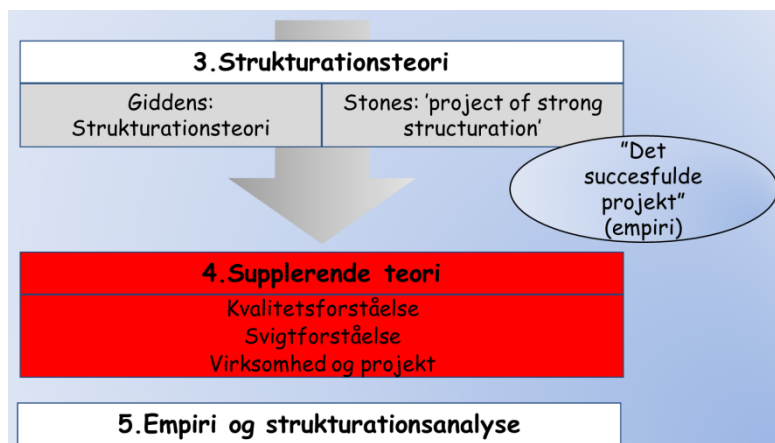 3.Strukturationsteori
Giddens:
Strukturationsteori
Stones: ’project of strong
structuration’
”Det
succesfulde
projekt”
(empiri)
4.Supplerende teori
Kvalitetsforståelse
Svigtforståelse
Virksomhed og projekt
5.Empiri og strukturationsanalyse